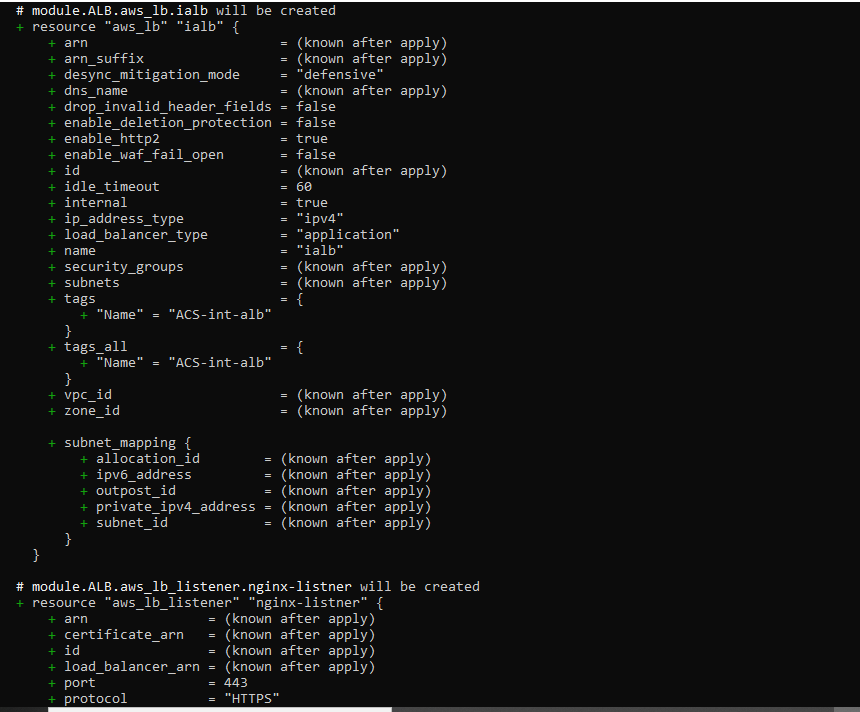 # module.ALB.aws_lb.ialb will be created
+ resource "aws_lb" "ialb" {
+ arn = (known after apply)
+ arn_suffix = (known after apply)
+ desync_mitigation_mode = "defensive"
+ dns_name = (known after apply)
+ drop_invalid_header_fields = false
+ enable_deletion_protection = false
+ enable_http2 = true
+ enable_waf_fail_open = false
+ id = (known after apply)
+ idle_timeout = 60
+ internal = true
+ ip_address_type = "ipv4"
+ load_balancer_type = "application"
+ name = "ialb"
+ security_groups = (known after apply)
+ subnets = (known after apply)
+ tags = {
+ "Name" = "ACS-int-alb"
}
+ tags_all = {
+ "Name" = "ACS-int-alb"
}
+ vpc_id = (known after apply)
+ zone_id = (known after apply)
+ subnet_mapping {
+ allocation_id = (known after apply)
+ ipv6_address = (known after apply)
+ outpost_id = (known after apply)
+ private_ipv4_address = (known after apply)
+ subnet_id = (known after apply)
}
}
# module.ALB.aws_lb_listener.nginx-listner will be created
+ resource "aws_lb_listener" "nginx-listner" {
+ arn = (known after apply)
+ certificate_arn = (known after apply)
+ id = (known after apply)
+ load_balancer_arn = (known after apply)
+ port = 443
+ protocol = "HTTPS"